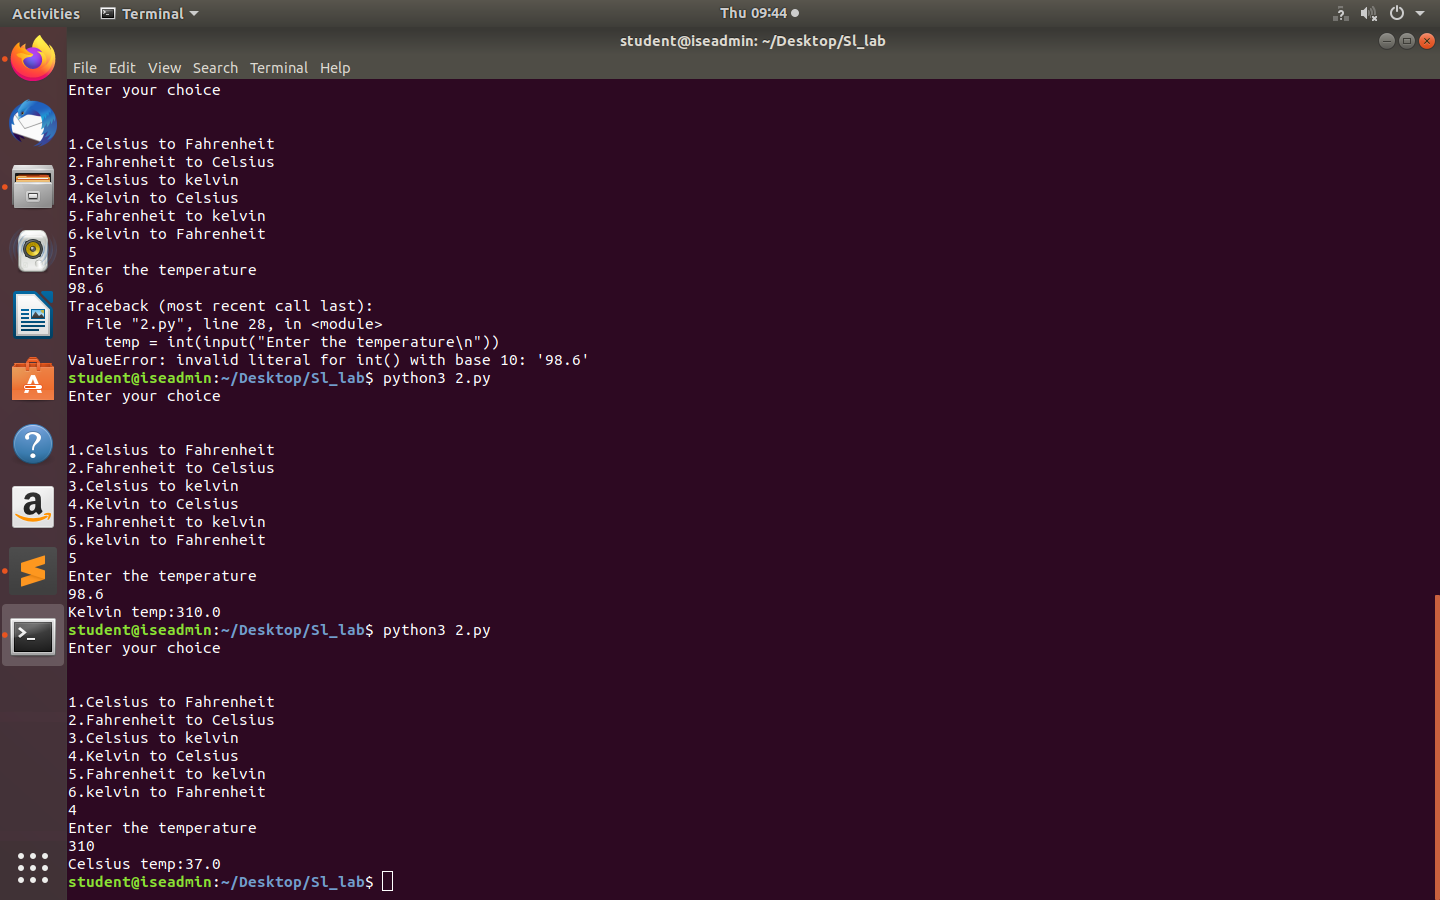 Activities Terminal Thu 09:44
student@iseadmin: ~/Desktop/Sl_lab
File Edit View Search Terminal Help
Enter your choice
1.Celsius to Fahrenheit
2.Fahrenheit to Celsius
3.Celsius to kelvin
4.Kelvin to Celsius
5.Fahrenheit to kelvin
6.kelvin to Fahrenheit
5
Enter the temperature
98.6
Traceback (most recent call last):
  File "2.py", line 28, in <module>
    temp = int(input("Enter the temperature\n"))
ValueError: invalid literal for int() with base 10: '98.6'
student@iseadmin:~/Desktop/Sl_lab$ python3 2.py
Enter your choice
1.Celsius to Fahrenheit
2.Fahrenheit to Celsius
3.Celsius to kelvin
4.Kelvin to Celsius
5.Fahrenheit to kelvin
6.kelvin to Fahrenheit
5
Enter the temperature
98.6
Kelvin temp:310.0
student@iseadmin:~/Desktop/Sl_lab$ python3 2.py
Enter your choice
1.Celsius to Fahrenheit
2.Fahrenheit to Celsius
3.Celsius to kelvin
4.Kelvin to Celsius
5.Fahrenheit to kelvin
6.kelvin to Fahrenheit
4
Enter the temperature
310
Celsius temp:37.0
student@iseadmin:~/Desktop/Sl_lab$